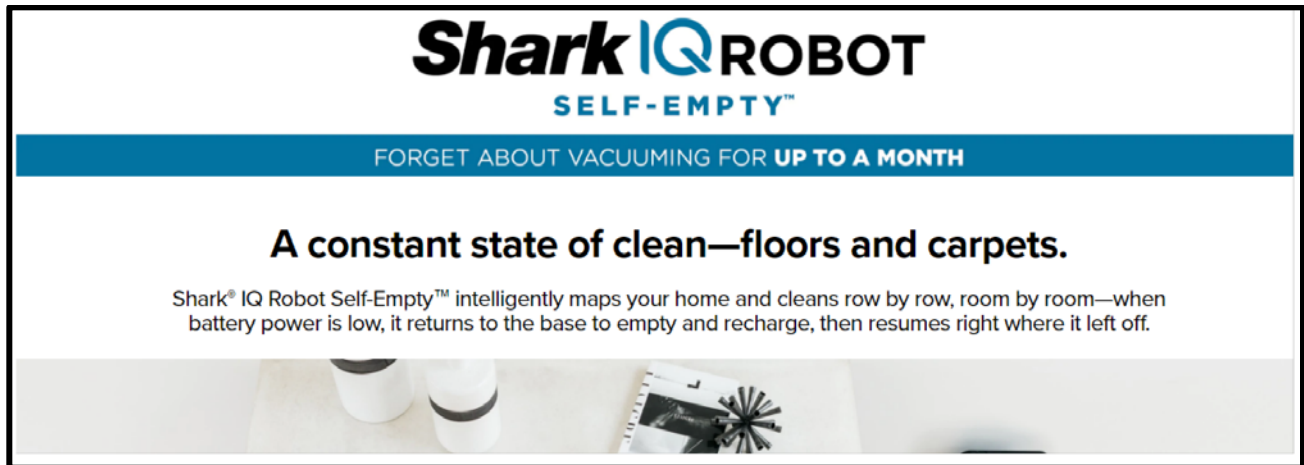 Shark IQ ROBOT
SELF-EMPTY™
FORGET ABOUT VACUUMING FOR UP TO A MONTH
A constant state of clean—floors and carpets.
Shark® IQ Robot Self-Empty™ intelligently maps your home and cleans row by row, room by room—when
battery power is low, it returns to the base to empty and recharge, then resumes right where it left off.